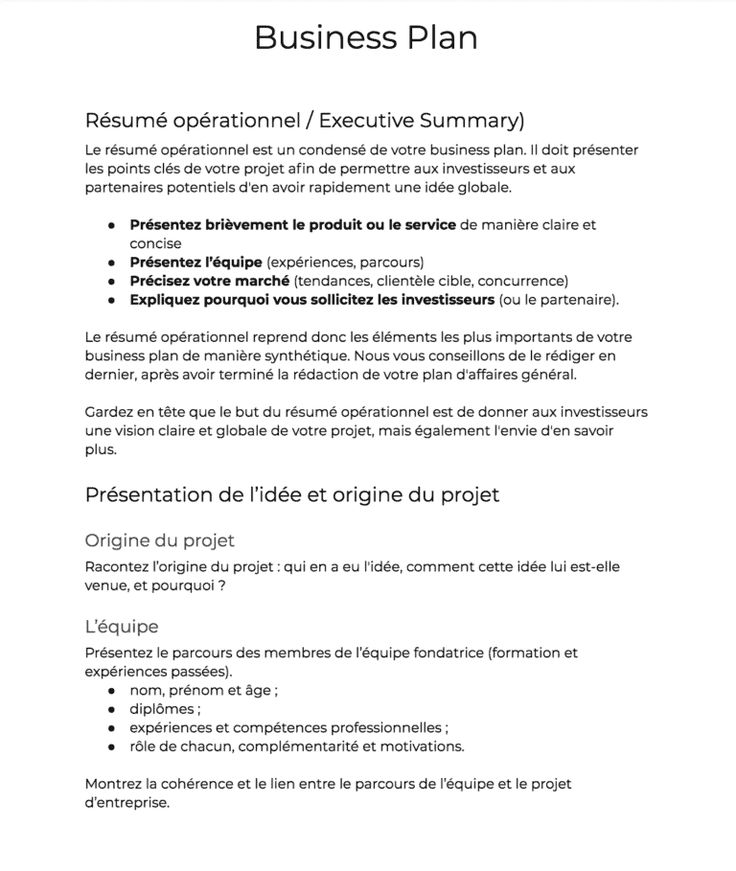 Business Plan
Résumé opérationnel / Executive Summary)
Le résumé opérationnel est un condensé de votre business plan. Il doit présenter
les points clés de votre projet afin de permettre aux investisseurs et aux
partenaires potentiels d'en avoir rapidement une idée globale.
● Présentez brièvement le produit ou le service de manière claire et
concise
● Présentez l’équipe (expériences, parcours)
● Précisez votre marché (tendances, clientèle cible, concurrence)
● Expliquez pourquoi vous sollicitez les investisseurs (ou le partenaire).
Le résumé opérationnel reprend donc les éléments les plus importants de votre
business plan de manière synthétique. Nous vous conseillons de le rédiger en
dernier, après avoir terminé la rédaction de votre plan d'affaires général.
Gardez en tête que le but du résumé opérationnel est de donner aux investisseurs
une vision claire et globale de votre projet, mais également l'envie d'en savoir
plus.
Présentation de l’idée et origine du projet
Origine du projet
Racontez l’origine du projet : qui en a eu l'idée, comment cette idée lui est-elle
venue, et pourquoi ?
L’équipe
Présentez le parcours des membres de l’équipe fondatrice (formation et
expériences passées).
● nom, prénom et âge ;
● diplômes ;
● expériences et compétences professionnelles ;
● rôle de chacun, complémentarité et motivations.
Montrez la cohérence et le lien entre le parcours de l’équipe et le projet
d’entreprise.